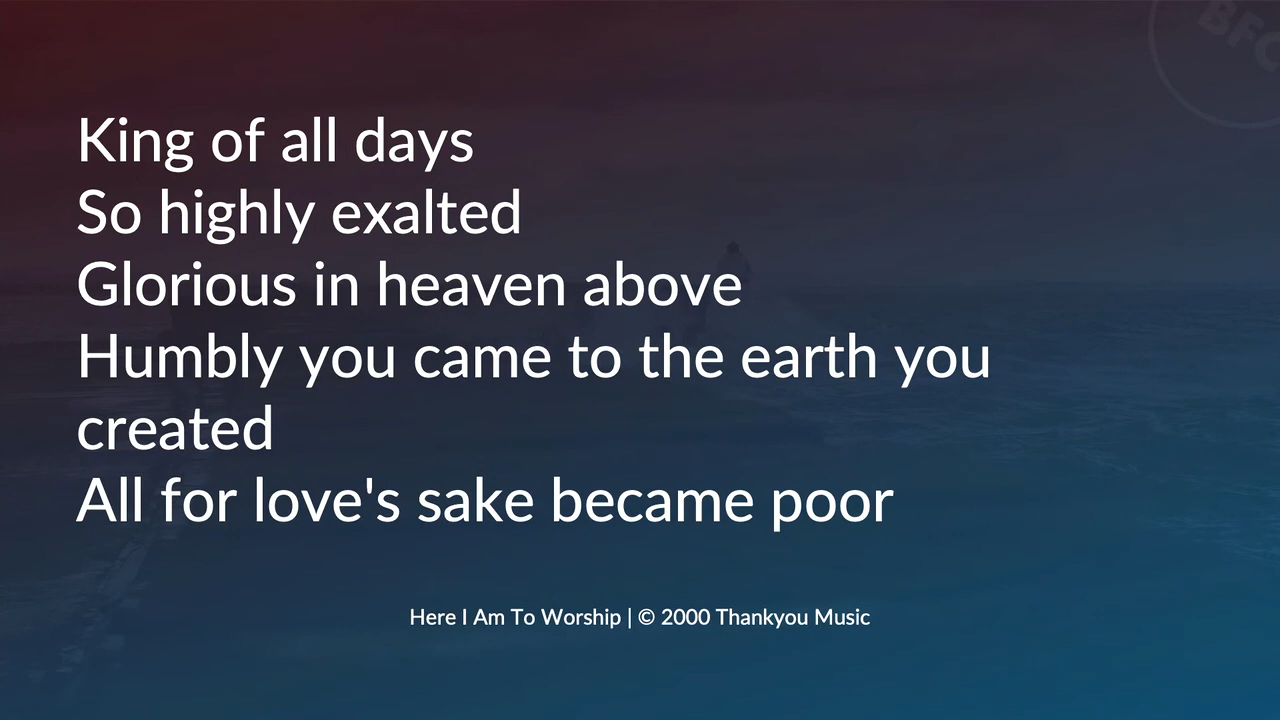 BFC
King of all days
So highly exalted
Glorious in heaven above
Humbly you came to the earth you
created
All for love's sake became poor
Here I Am To Worship | © 2000 Thankyou Music